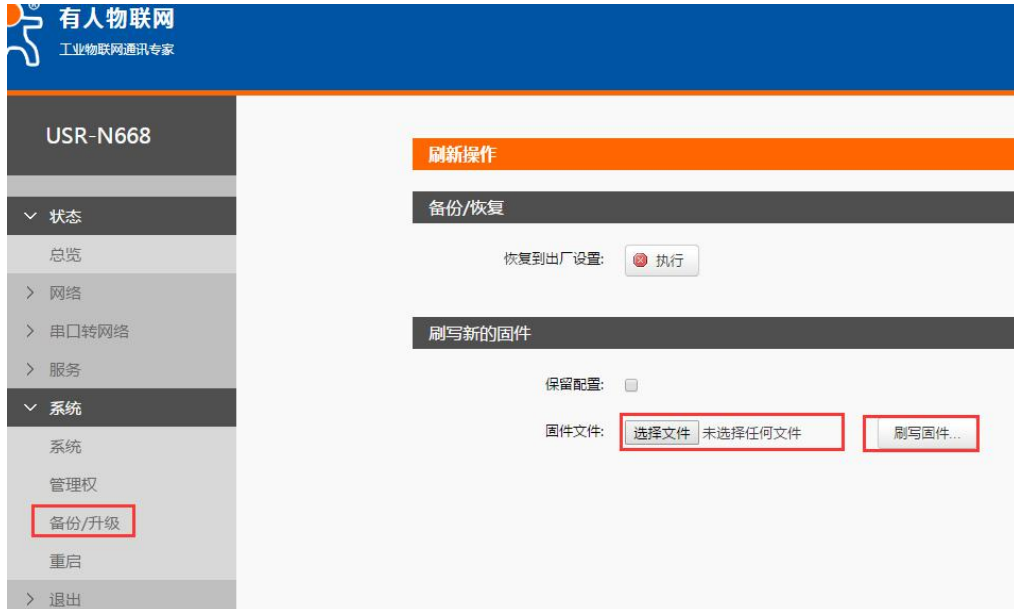 ®
有人物联网
工业物联网通讯专家
USR-N668
状态
总览
网络
串口转网络
服务
系统
系统
管理权
备份/升级
重启
退出
刷新操作
备份/恢复
恢复到出厂设置: 执行
刷写新的固件
保留配置:
固件文件: 选择文件 未选择任何文件 刷写固件...